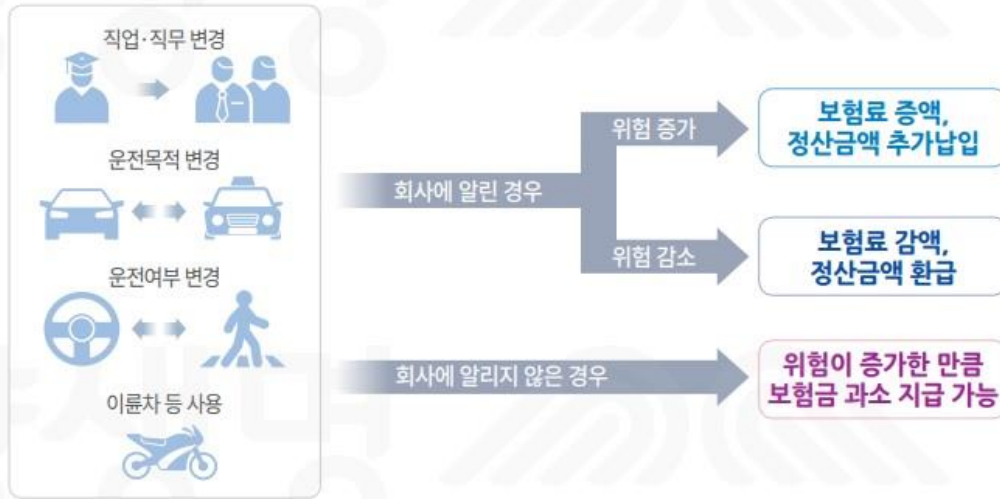 직업·직무 변경
운전목적 변경
운전여부 변경
이륜차 등 사용
회사에 알린 경우
위험 증가
보험료 증액,
정산금액 추가납입
위험 감소
보험료 감액,
정산금액 환급
회사에 알리지 않은 경우
위험이 증가한 만큼
보험금 과소 지급 가능